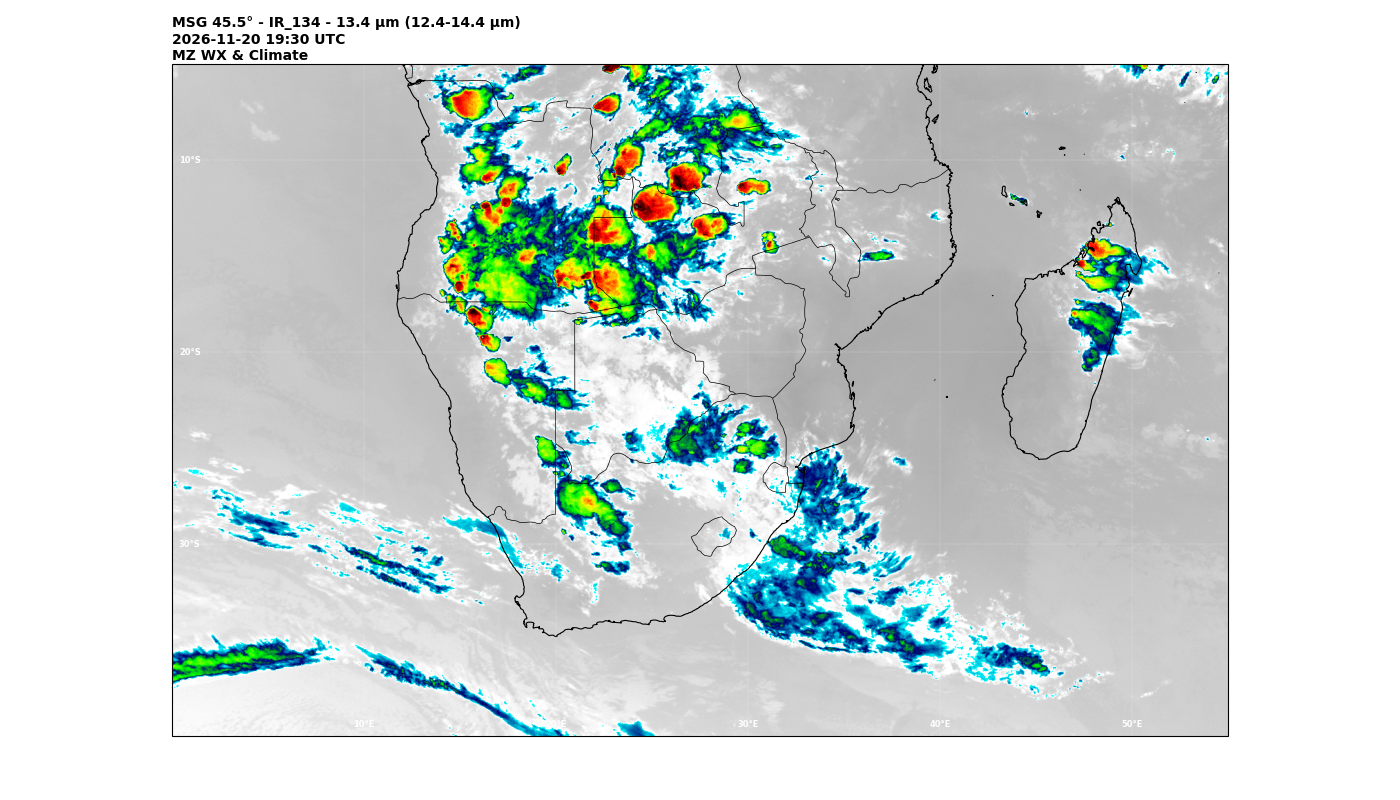 MSG 45.5° - IR_134 - 13.4 µm (12.4-14.4 µm)
2026-11-20 19:30 UTC
MZ WX & Climate
10°S
20°S
30°S
10°E
30°E
40°E
50°E